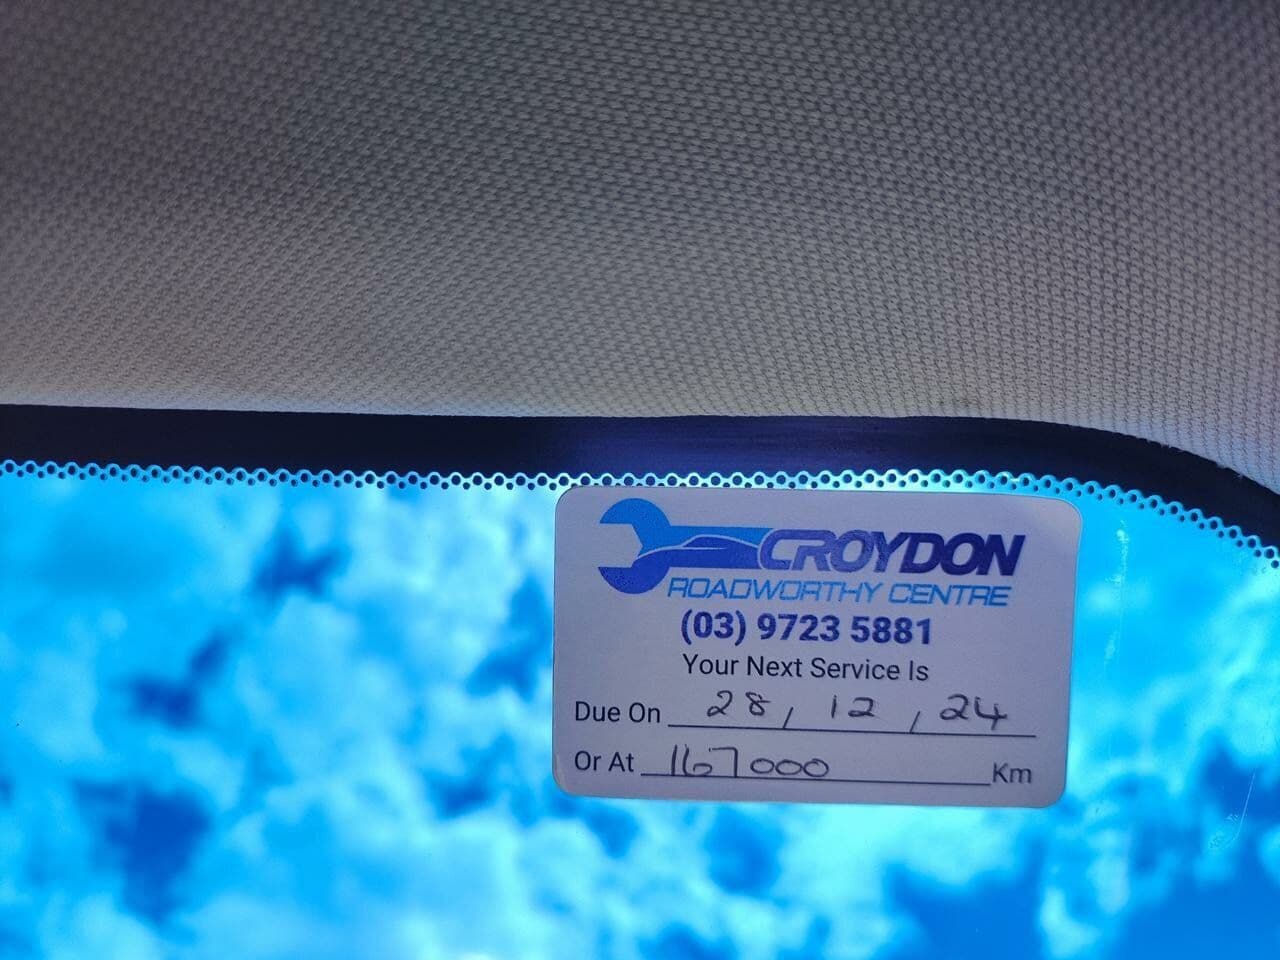 CROYDON
ROADWORTHY CENTRE
(03) 9723 5881
Your Next Service Is
Due On 28, 12, 24
Or At 167000 Km